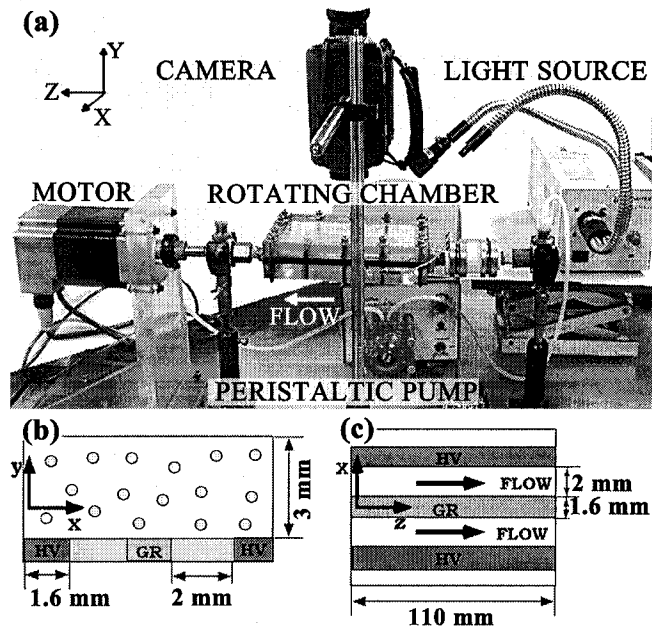 (a)
Y
Z
X
CAMERA
LIGHT SOURCE
MOTOR
ROTATING CHAMBER
FLOW
PERISTALTIC PUMP
(b)
y
x
HV
GR
HV
3 mm
1.6 mm
2 mm
(c)
x
HV
FLOW
2 mm
GR
z
1.6 mm
FLOW
HV
110 mm